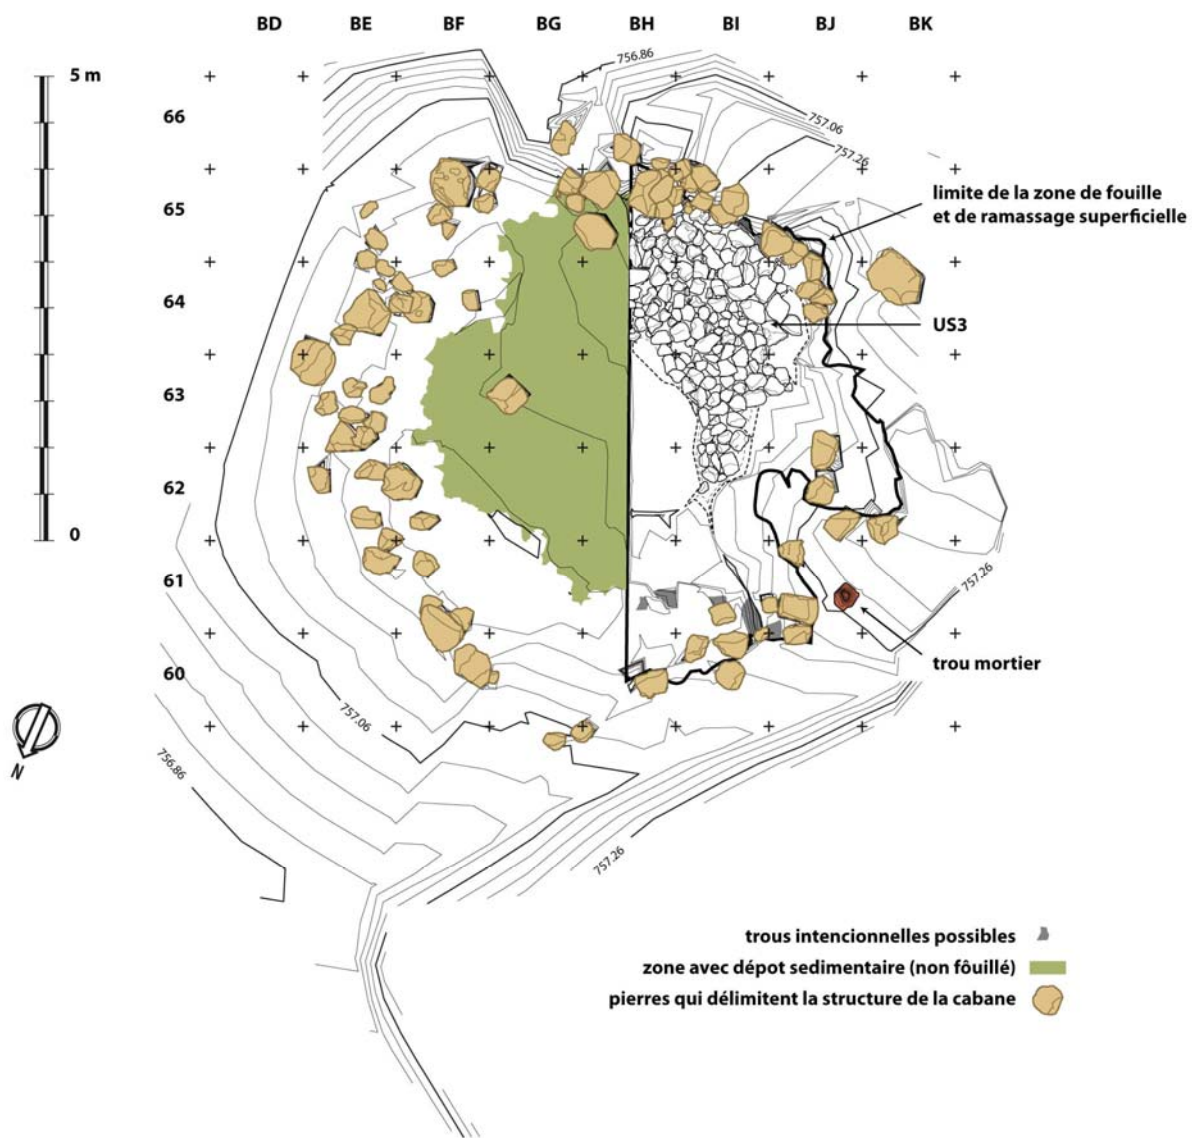 BD BE BF BG BH BI BJ BK
5 m
756.86
66
757.06
757.26
limite de la zone de fouille
et de ramassage superficielle
65
64
US3
63
62
0
61
757.26
trou mortier
60
757.06
N
756.86
757.26
trous intencionnelles possibles
zone avec dépot sedimentaire (non fôuillé)
pierres qui délimitent la structure de la cabane